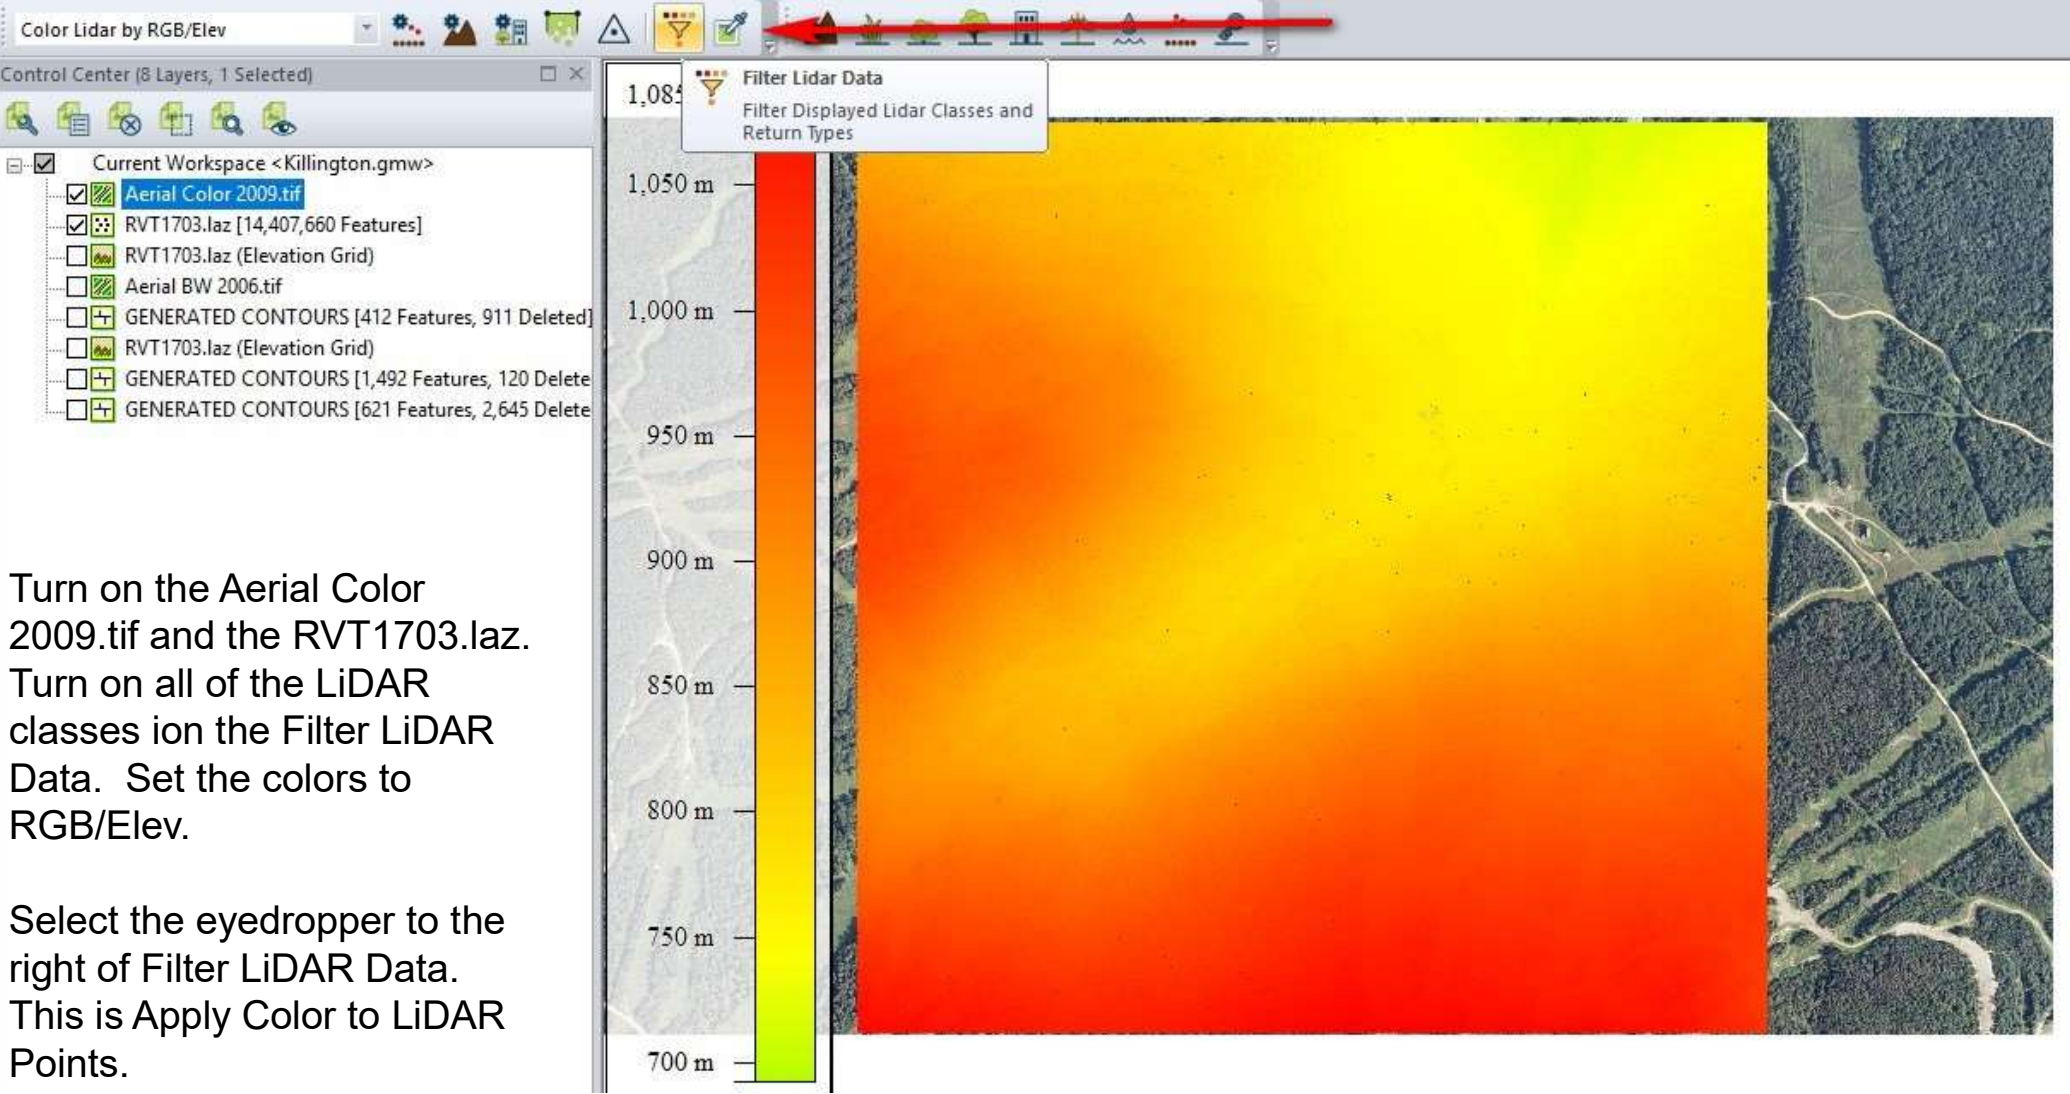 Color Lidar by RGB/Elev
Control Center (8 Layers, 1 Selected)
Filter Lidar Data
Filter Displayed Lidar Classes and
Return Types
Current Workspace <Killington.gmw>
Aerial Color 2009.tif
RVT1703.laz [14,407,660 Features]
RVT1703.laz (Elevation Grid)
Aerial BW 2006.tif
GENERATED CONTOURS [412 Features, 911 Deleted]
RVT1703.laz (Elevation Grid)
GENERATED CONTOURS [1,492 Features, 120 Delete
GENERATED CONTOURS [621 Features, 2,645 Delete
1,085
1,050 m
1,000 m
950 m
900 m
850 m
800 m
750 m
700 m
Turn on the Aerial Color
2009.tif and the RVT1703.laz.
Turn on all of the LiDAR
classes ion the Filter LiDAR
Data.  Set the colors to
RGB/Elev.
Select the eyedropper to the
right of Filter LiDAR Data.
This is Apply Color to LiDAR
Points.